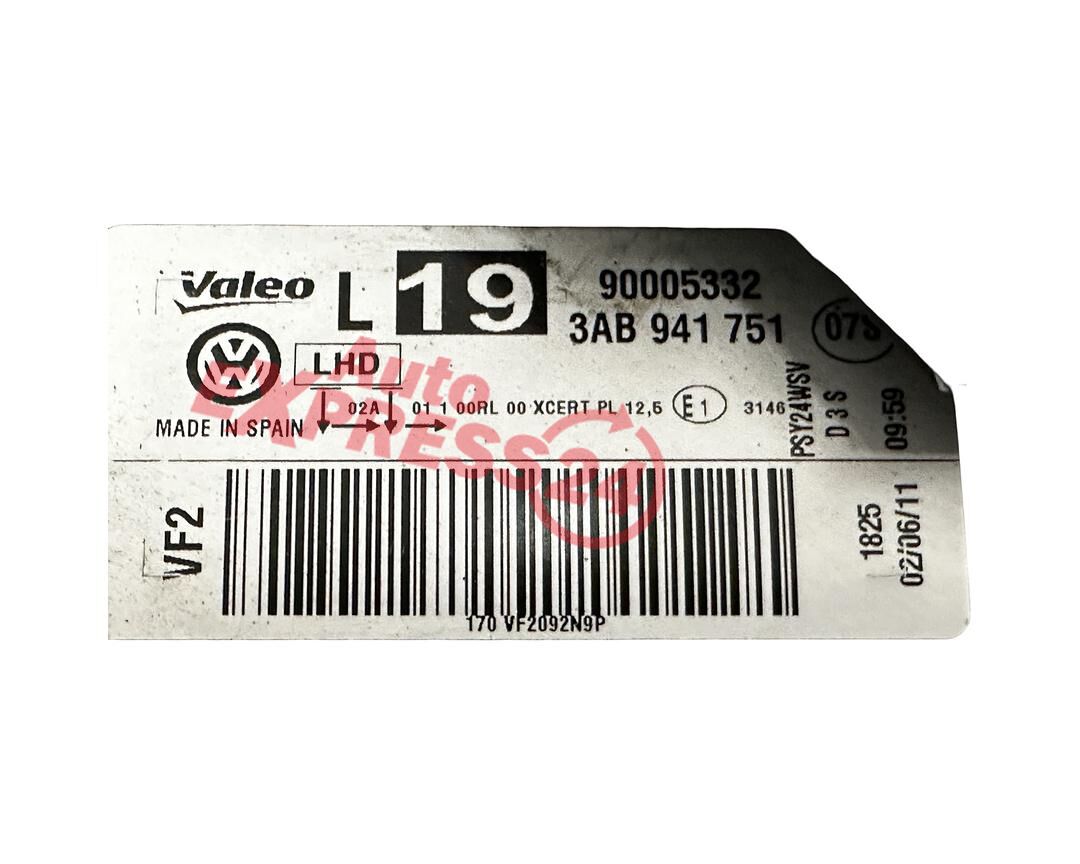 Valeo L 19 90005332
3AB 941 751 07S
LHD
02A 01 1 00RL 00 XCERT PL 12,5 E1 3146
MADE IN SPAIN
PSY24WSV
D3S
09:59
VF2
1825
02/06/11
170 VF2092N9P
Auto
EXPRESS24